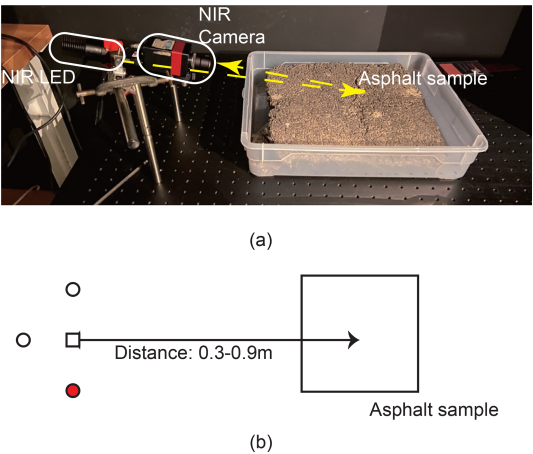 NIR
Camera
NIR LED
Asphalt sample
(a)
Distance: 0.3-0.9m
Asphalt sample
(b)